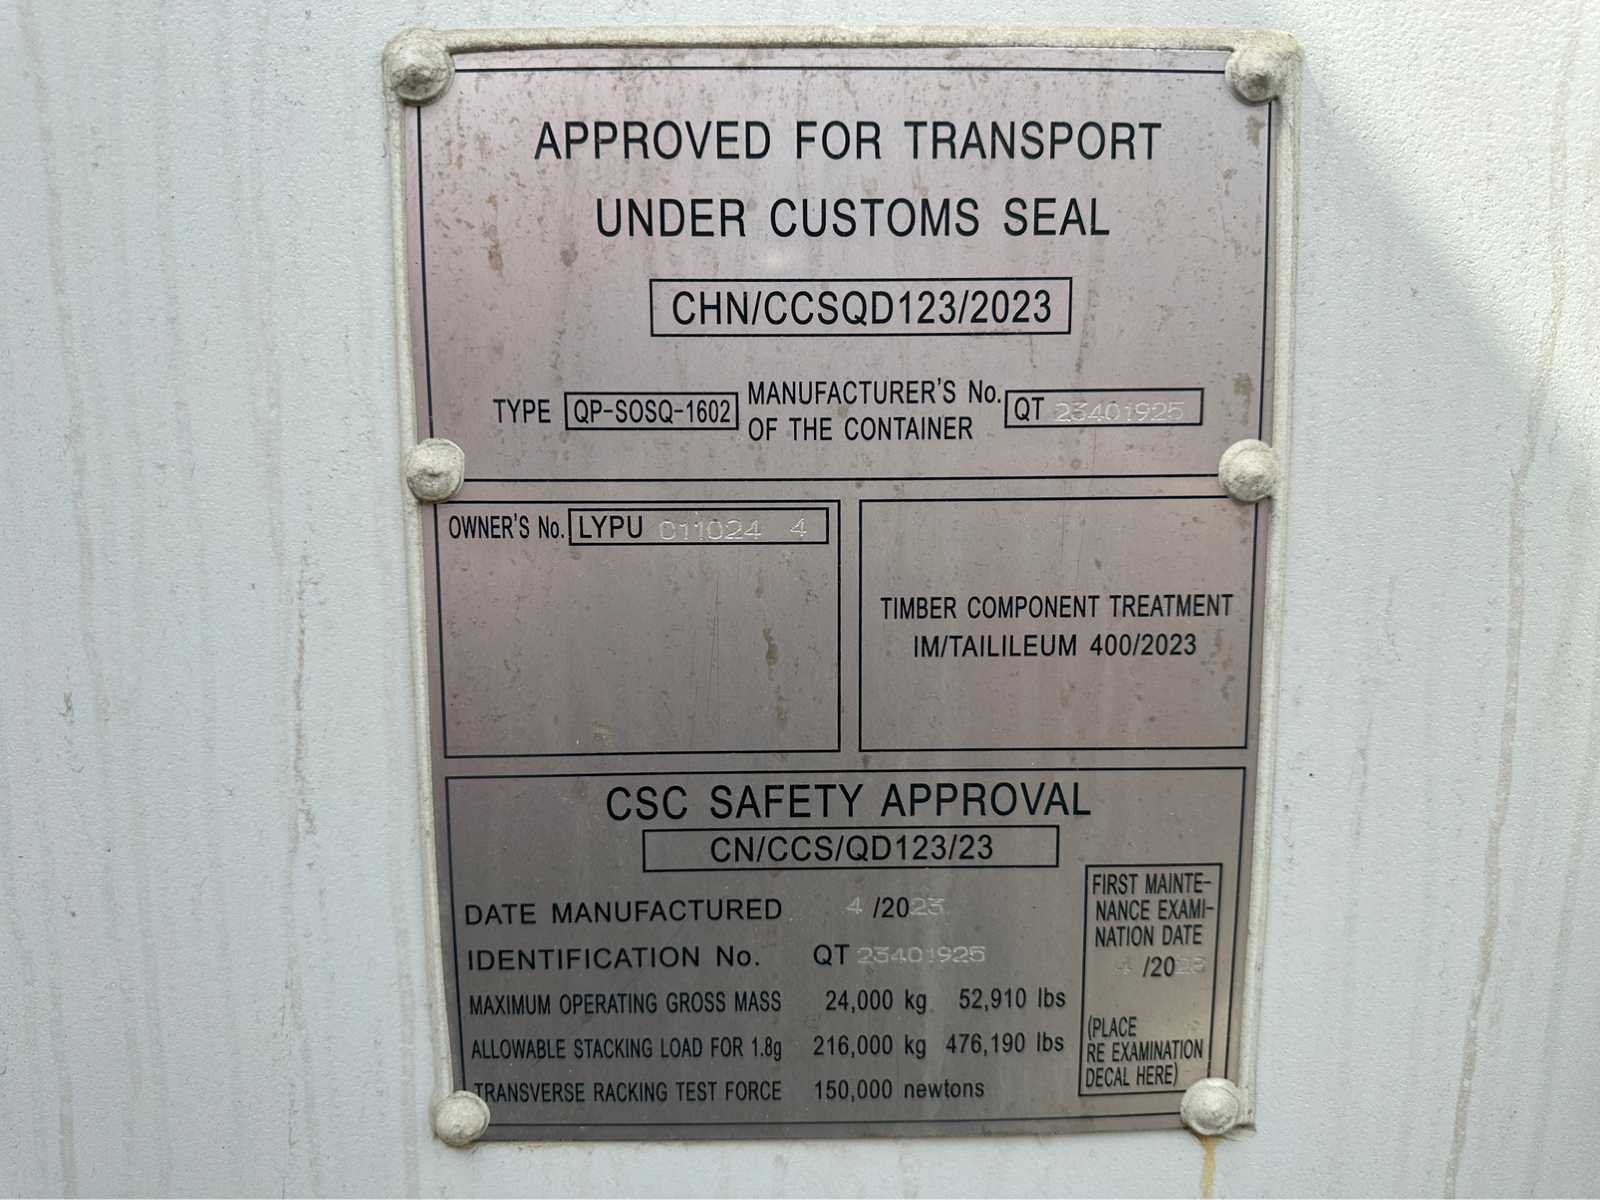 APPROVED FOR TRANSPORT
UNDER CUSTOMS SEAL
CHN/CCSQD123/2023
TYPE QP-SOSQ-1602 MANUFACTURER'S No. OF THE CONTAINER QT 23401925
OWNER'S No. LYPU 011024 4
TIMBER COMPONENT TREATMENT
IM/TAILILEUM 400/2023
CSC SAFETY APPROVAL
CN/CCS/QD123/23
DATE MANUFACTURED 4 /2023
IDENTIFICATION No. QT 23401925
MAXIMUM OPERATING GROSS MASS 24,000 kg 52,910 lbs
ALLOWABLE STACKING LOAD FOR 1.8g 216,000 kg 476,190 lbs
TRANSVERSE RACKING TEST FORCE 150,000 newtons
FIRST MAINTE-
NANCE EXAMI-
NATION DATE
4 /2028
(PLACE
RE EXAMINATION
DECAL HERE)